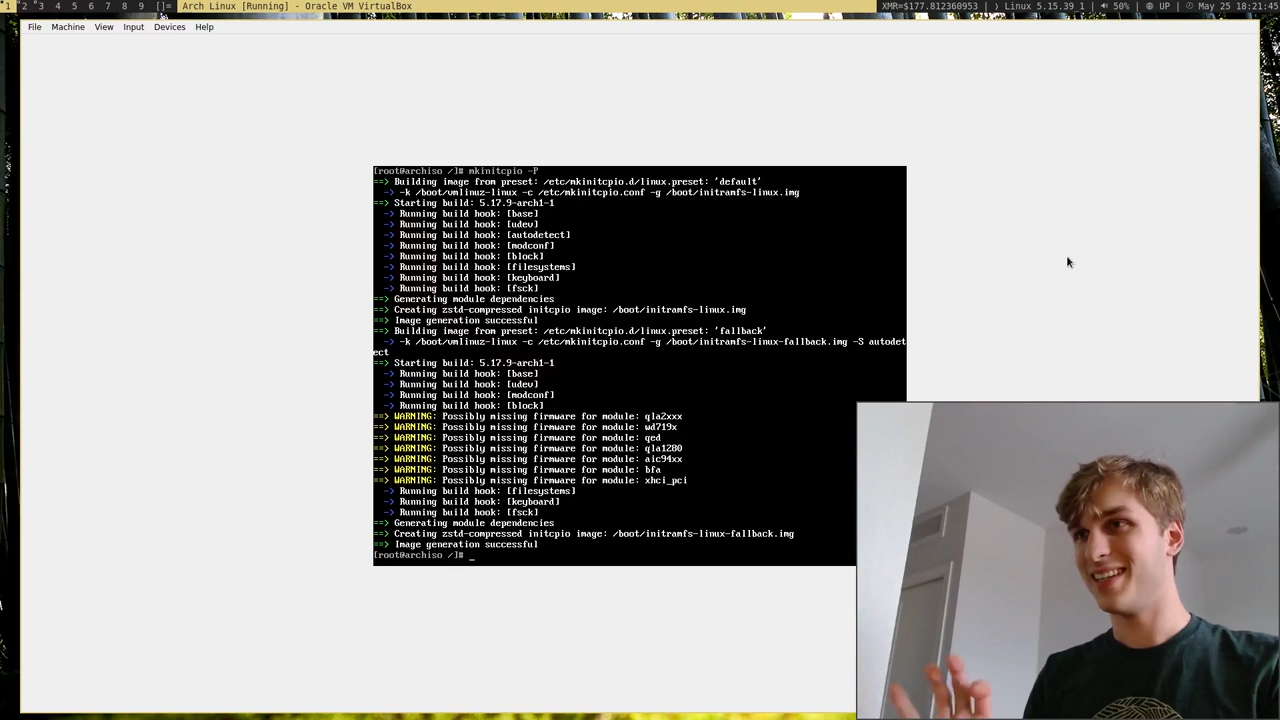 1 2 3 4 5 6 7 8 9 []= Arch Linux [Running] - Oracle VM VirtualBox XMR=$177.812360953 | Linux 5.15.39 1 | 50% | UP | May 25 18:21:45
File Machine View Input Devices Help
[root@archiso /]# mkinitcpio -P
==> Building image from preset: /etc/mkinitcpio.d/linux.preset: 'default'
-> -k /boot/vmlinuz-linux -c /etc/mkinitcpio.conf -g /boot/initramfs-linux.img
==> Starting build: 5.17.9-arch1-1
-> Running build hook: [base]
-> Running build hook: [udev]
-> Running build hook: [autodetect]
-> Running build hook: [modconf]
-> Running build hook: [block]
-> Running build hook: [filesystems]
-> Running build hook: [keyboard]
-> Running build hook: [fsck]
==> Generating module dependencies
==> Creating zstd-compressed initcpio image: /boot/initramfs-linux.img
==> Image generation successful
==> Building image from preset: /etc/mkinitcpio.d/linux.preset: 'fallback'
-> -k /boot/vmlinuz-linux -c /etc/mkinitcpio.conf -g /boot/initramfs-linux-fallback.img -S autodet
ect
==> Starting build: 5.17.9-arch1-1
-> Running build hook: [base]
-> Running build hook: [udev]
-> Running build hook: [modconf]
-> Running build hook: [block]
==> WARNING: Possibly missing firmware for module: qla2xxx
==> WARNING: Possibly missing firmware for module: wd719x
==> WARNING: Possibly missing firmware for module: qed
==> WARNING: Possibly missing firmware for module: qla1280
==> WARNING: Possibly missing firmware for module: aic94xx
==> WARNING: Possibly missing firmware for module: bfa
==> WARNING: Possibly missing firmware for module: xhci_pci
-> Running build hook: [filesystems]
-> Running build hook: [keyboard]
-> Running build hook: [fsck]
==> Generating module dependencies
==> Creating zstd-compressed initcpio image: /boot/initramfs-linux-fallback.img
==> Image generation successful
[root@archiso /]# _